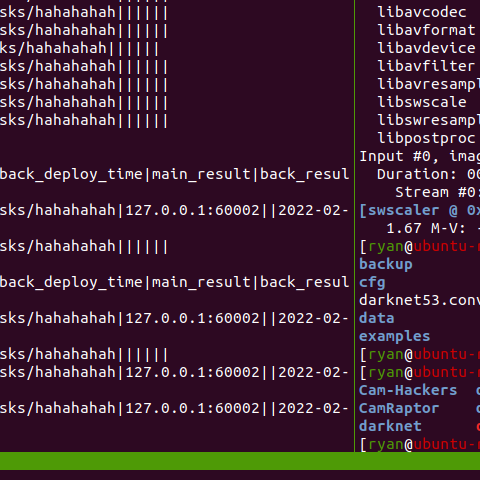 sks/hahahahah||||||
sks/hahahahah||||||
ks/hahahahah||||||
sks/hahahahah||||||
sks/hahahahah||||||
sks/hahahahah||||||
sks/hahahahah||||||
back_deploy_time|main_result|back_resul
sks/hahahahah|127.0.0.1:60002||2022-02-
sks/hahahahah||||||
back_deploy_time|main_result|back_resul
sks/hahahahah|127.0.0.1:60002||2022-02-
sks/hahahahah||||||
sks/hahahahah|127.0.0.1:60002||2022-02-
sks/hahahahah|127.0.0.1:60002||2022-02-
libavcodec
libavformat
libavdevice
libavfilter
libavresamp
libswscale
libswresamp
libpostproc
Input #0, imag
Duration: 00
Stream #0:
[swscaler @ 0x
1.67 M-V: -
[ryan@ubuntu-
backup
cfg
darknet53.conv
data
examples
[ryan@ubuntu-
[ryan@ubuntu-
Cam-Hackers
CamRaptor
darknet
[ryan@ubuntu-